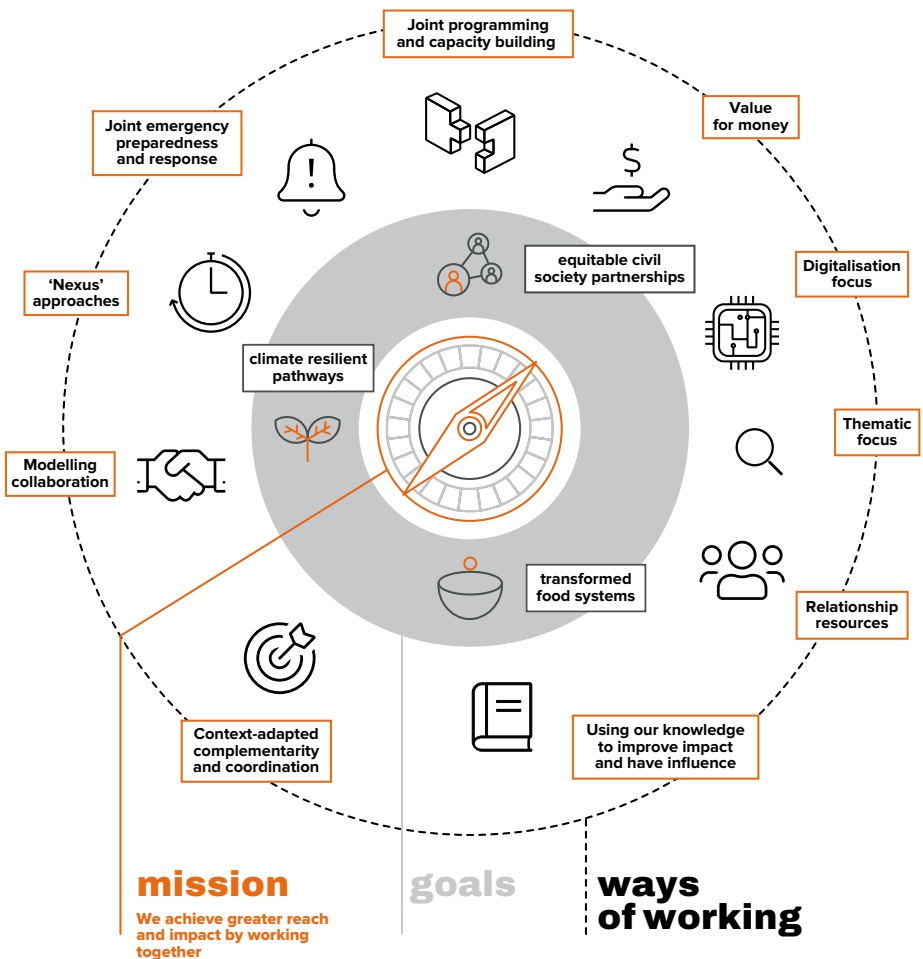 Joint programming
and capacity building
Value
for money
Joint emergency
preparedness
and response
!
$
equitable civil
society partnerships
Digitalisation
focus
‘Nexus’
approaches
climate resilient
pathways
Thematic
focus
Modelling
collaboration
transformed
food systems
Relationship
resources
Context-adapted
complementarity
and coordination
Using our knowledge
to improve impact
and have influence
mission
We achieve greater reach
and impact by working
together
goals
ways
of working